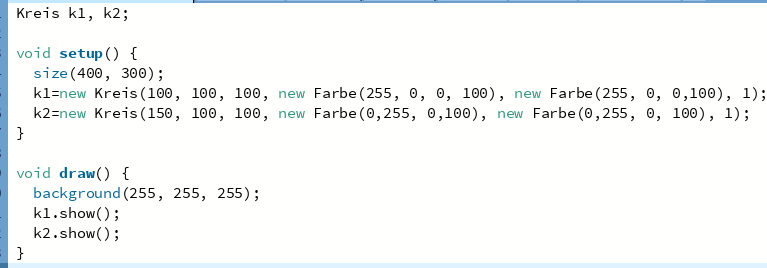 Kreis k1, k2;
void setup() {
size(400, 300);
k1=new Kreis(100, 100, 100, new Farbe(255, 0, 0, 100), new Farbe(255, 0, 0,100), 1);
k2=new Kreis(150, 100, 100, new Farbe(0,255, 0,100), new Farbe(0,255, 0, 100), 1);
}
void draw() {
background(255, 255, 255);
k1.show();
k2.show();
}